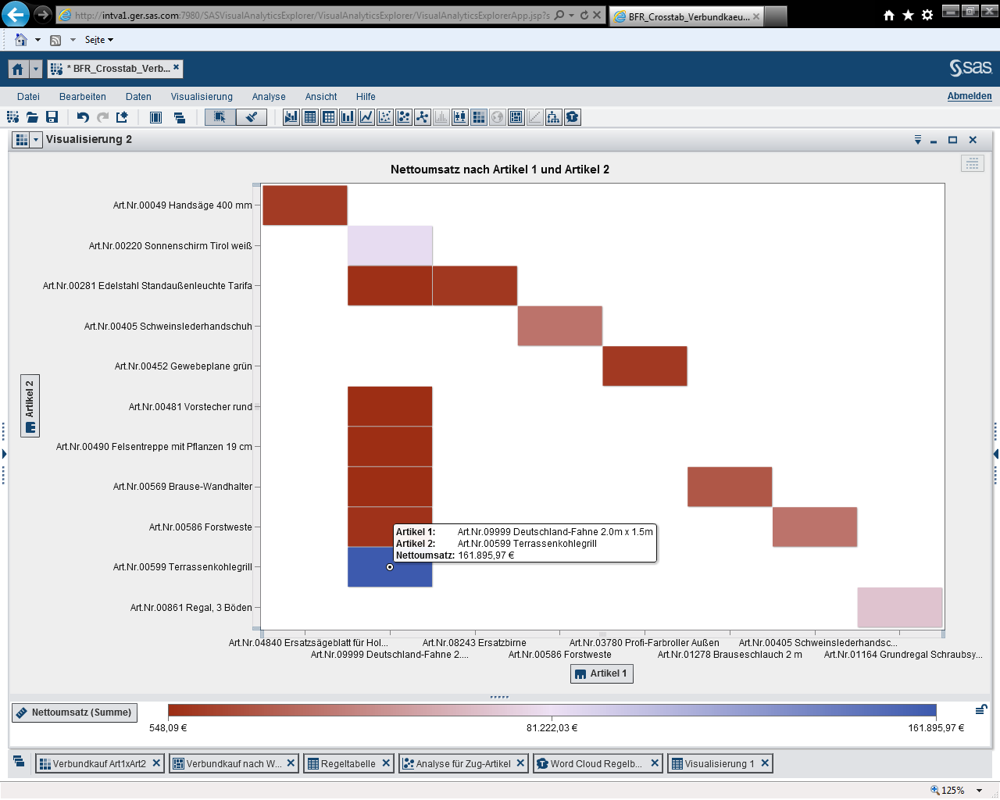 http://intva1.ger.sas.com:7980/SASVisualAnalyticsExplorer/VisualAnalyticsExplorer/VisualAnalyticsExplorerApp.jsp?s
BFR_Crosstab_Verbundkaeu...
Seite
* BFR_Crosstab_Verb...
sas
Datei Bearbeiten Daten Visualisierung Analyse Ansicht Hilfe
Abmelden
Visualisierung 2
Nettoumsatz nach Artikel 1 und Artikel 2
Art.Nr.00049 Handsäge 400 mm
Art.Nr.00220 Sonnenschirm Tirol weiß
Art.Nr.00281 Edelstahl Standaußenleuchte Tarifa
Art.Nr.00405 Schweinslederhandschuh
Art.Nr.00452 Gewebeplane grün
Art.Nr.00481 Vorstecher rund
Art.Nr.00490 Felsentreppe mit Pflanzen 19 cm
Art.Nr.00569 Brause-Wandhalter
Art.Nr.00586 Forstweste
Art.Nr.00599 Terrassenkohlegrill
Art.Nr.00861 Regal, 3 Böden
Artikel 2
Artikel 1: Art.Nr.09999 Deutschland-Fahne 2.0m x 1.5m
Artikel 2: Art.Nr.00599 Terrassenkohlegrill
Nettoumsatz: 161.895,97 €
Art.Nr.04840 Ersatzsägeblatt für Hol... Art.Nr.08243 Ersatzbirne Art.Nr.03780 Profi-Farbroller Außen Art.Nr.00405 Schweinslederhandsc...
Art.Nr.09999 Deutschland-Fahne 2.... Art.Nr.00586 Forstweste Art.Nr.01278 Brauseschlauch 2 m Art.Nr.01164 Grundregal Schraubsy...
Artikel 1
Nettoumsatz (Summe)
548,09 € 81.222,03 € 161.895,97 €
Verbundkauf Art1xArt2 Verbundkauf nach W... Regeltabelle Analyse für Zug-Artikel Word Cloud Regelb... Visualisierung 1
125%